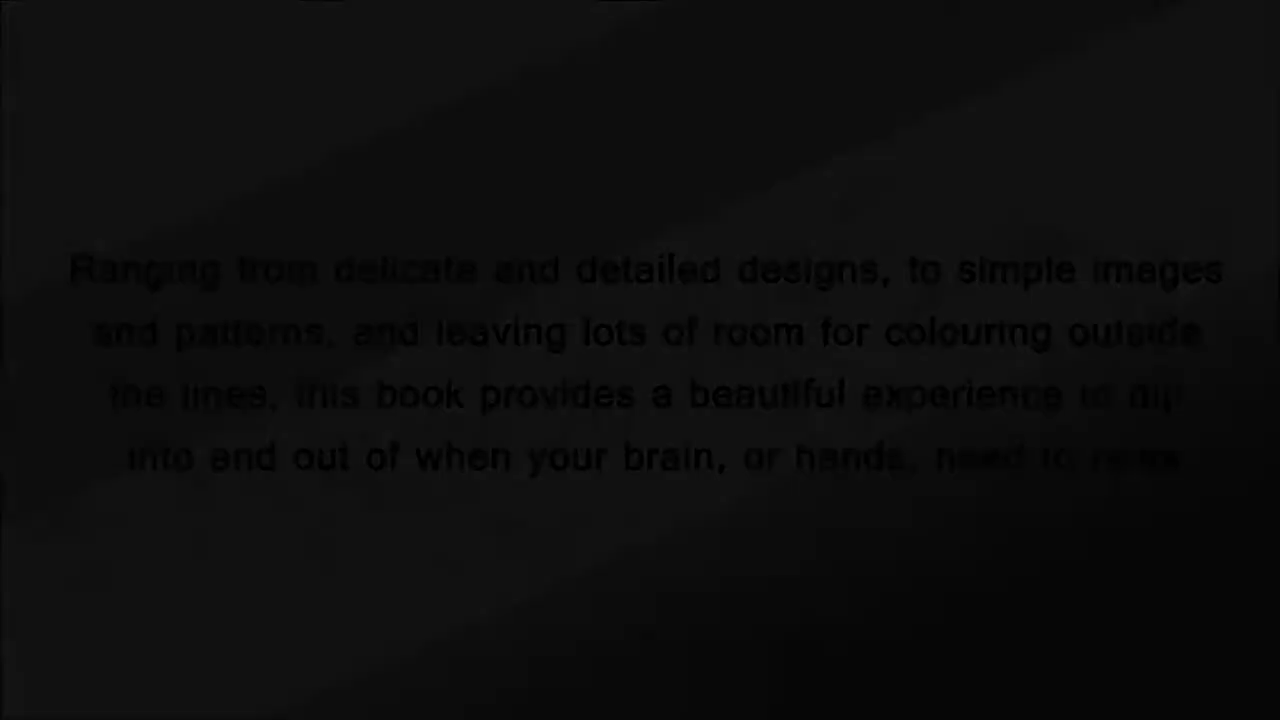 Ranging from delicate and detailed designs, to simple images
and patterns, and leaving lots of room for colouring outside
the lines, this book provides a beautiful experience to dip
into and out of when your brain, or hands, need to relax